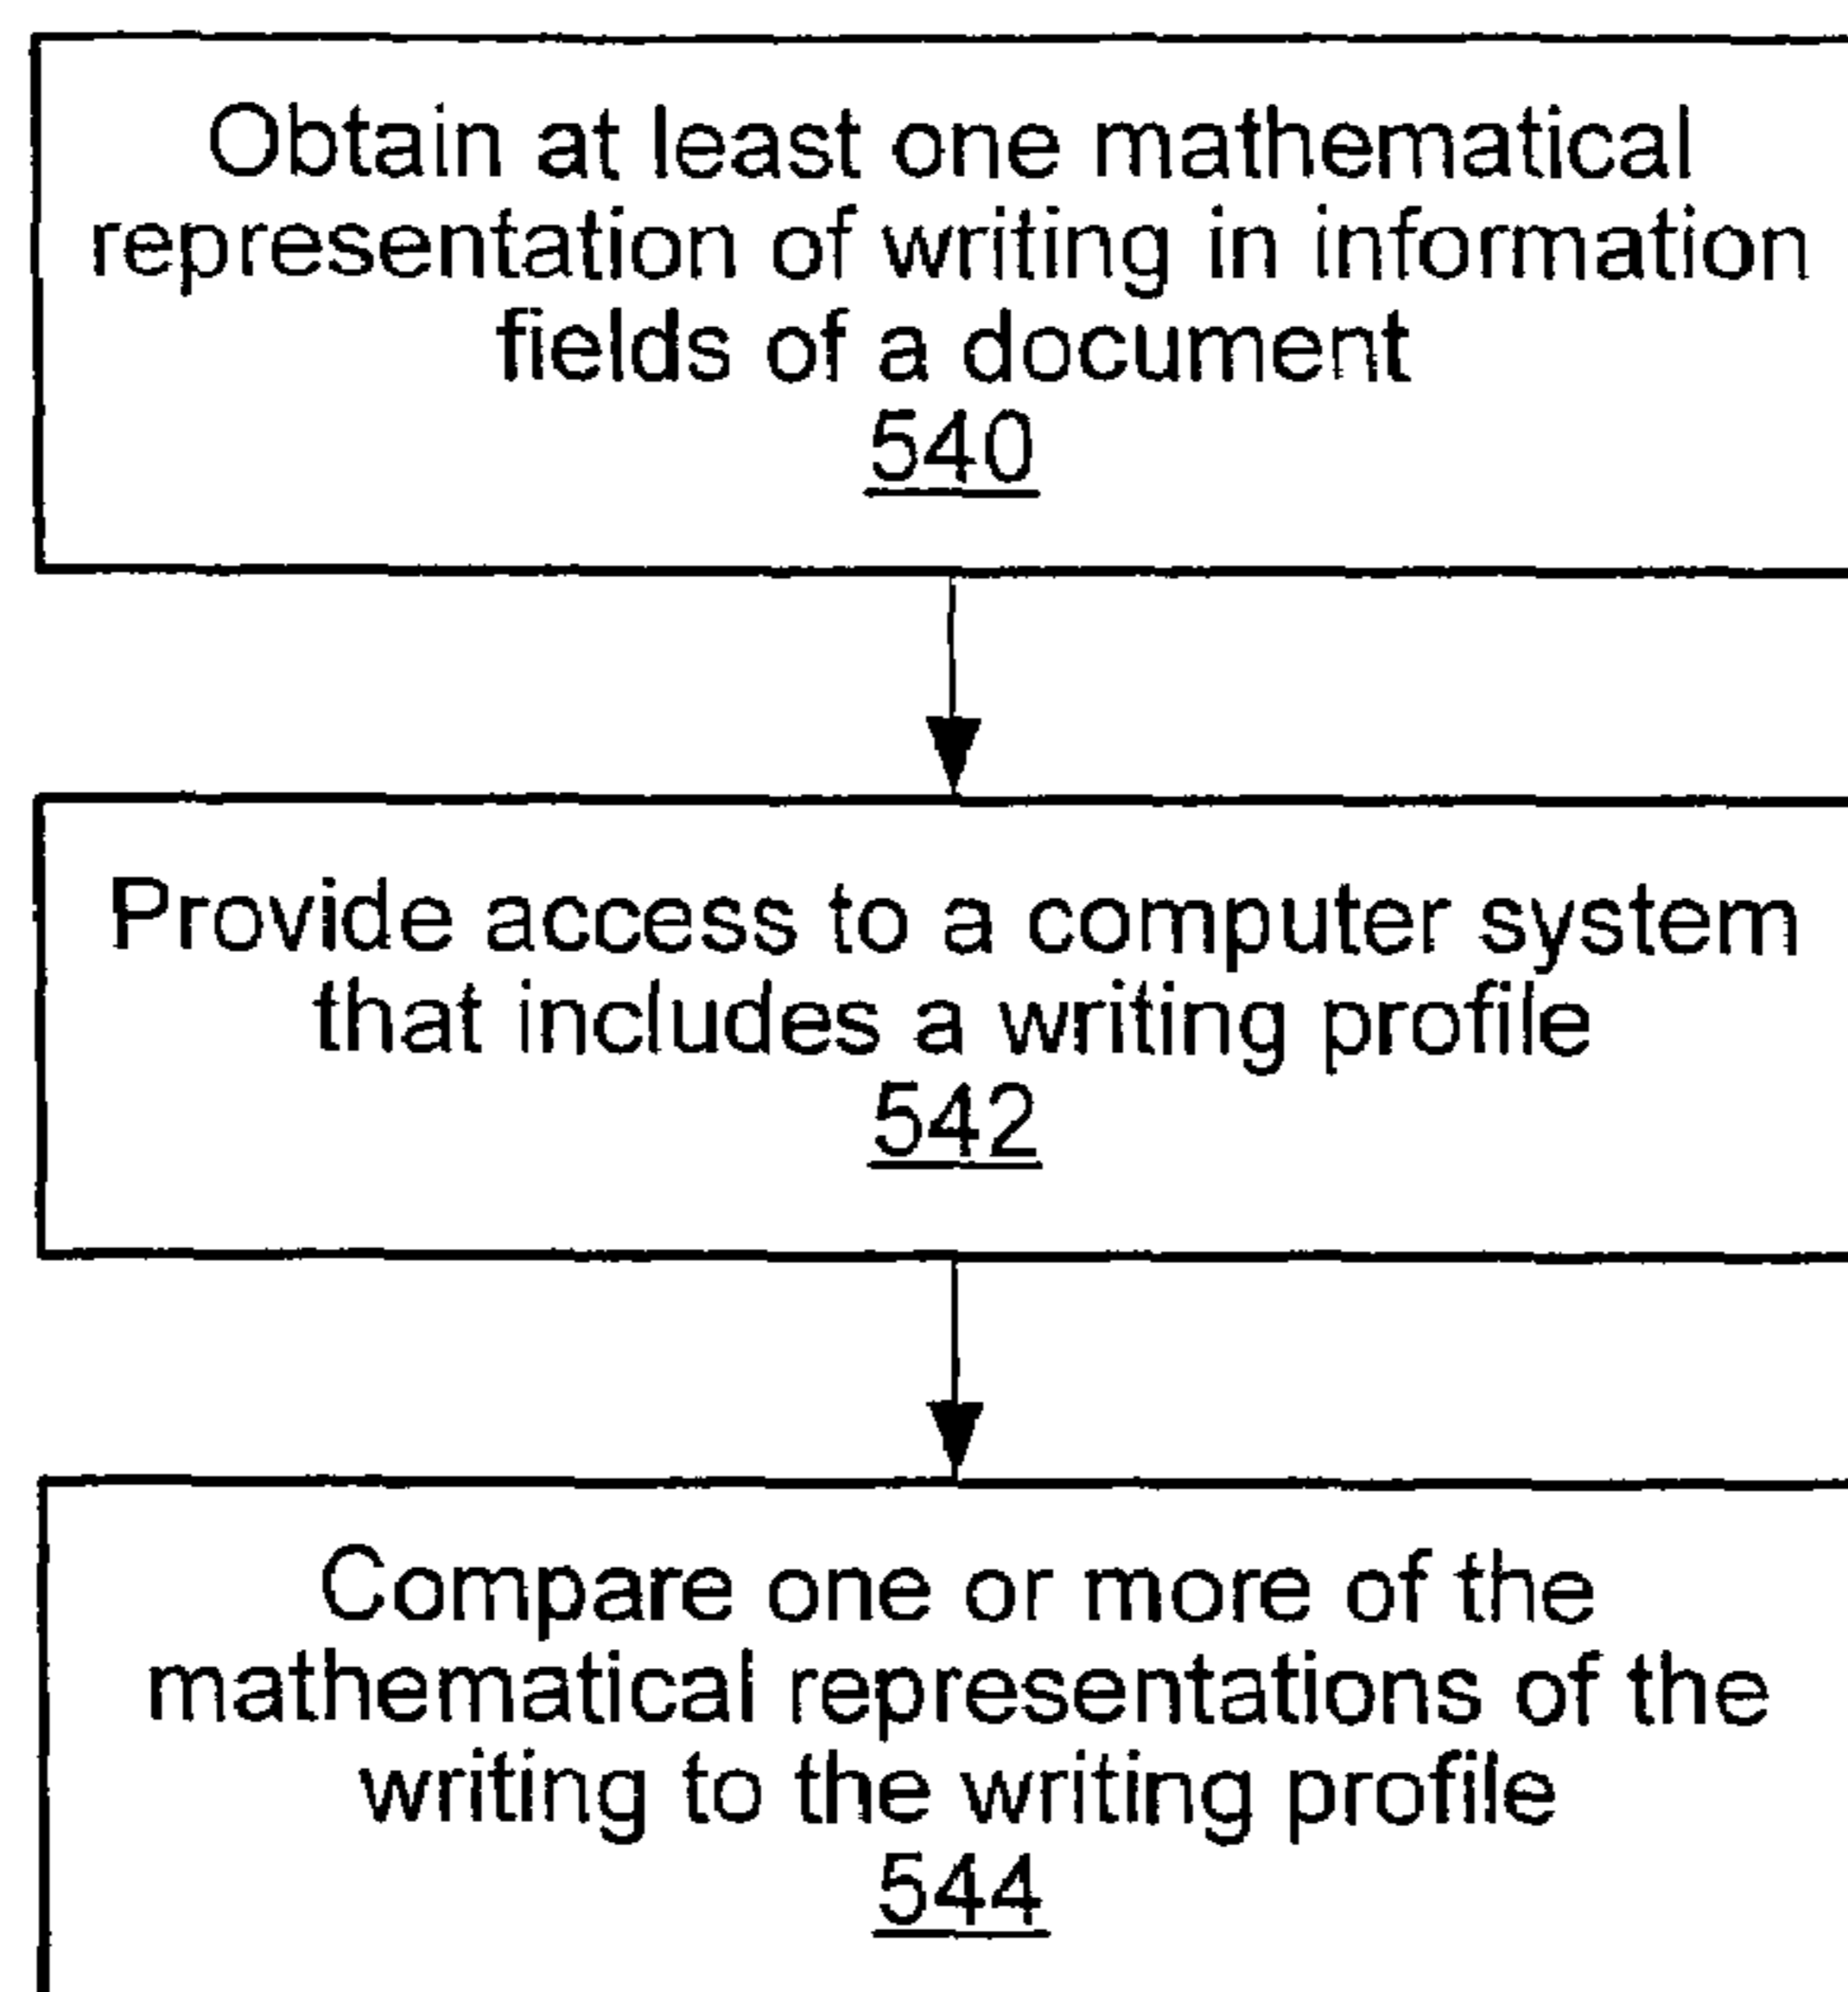 Obtain at least one mathematical
representation of writing in information
fields of a document
540
Provide access to a computer system
that includes a writing profile
542
Compare one or more of the
mathematical representations of the
writing to the writing profile
544